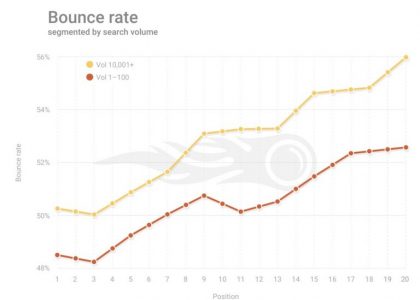 Bounce rate
segmented by search volume
56%
Vol 10,001+
Vol 1–100
54%
52%
Bounce rate
50%
48%
1 2 3 4 5 6 7 8 9 10 11 12 13 14 15 16 17 18 19 20
Position